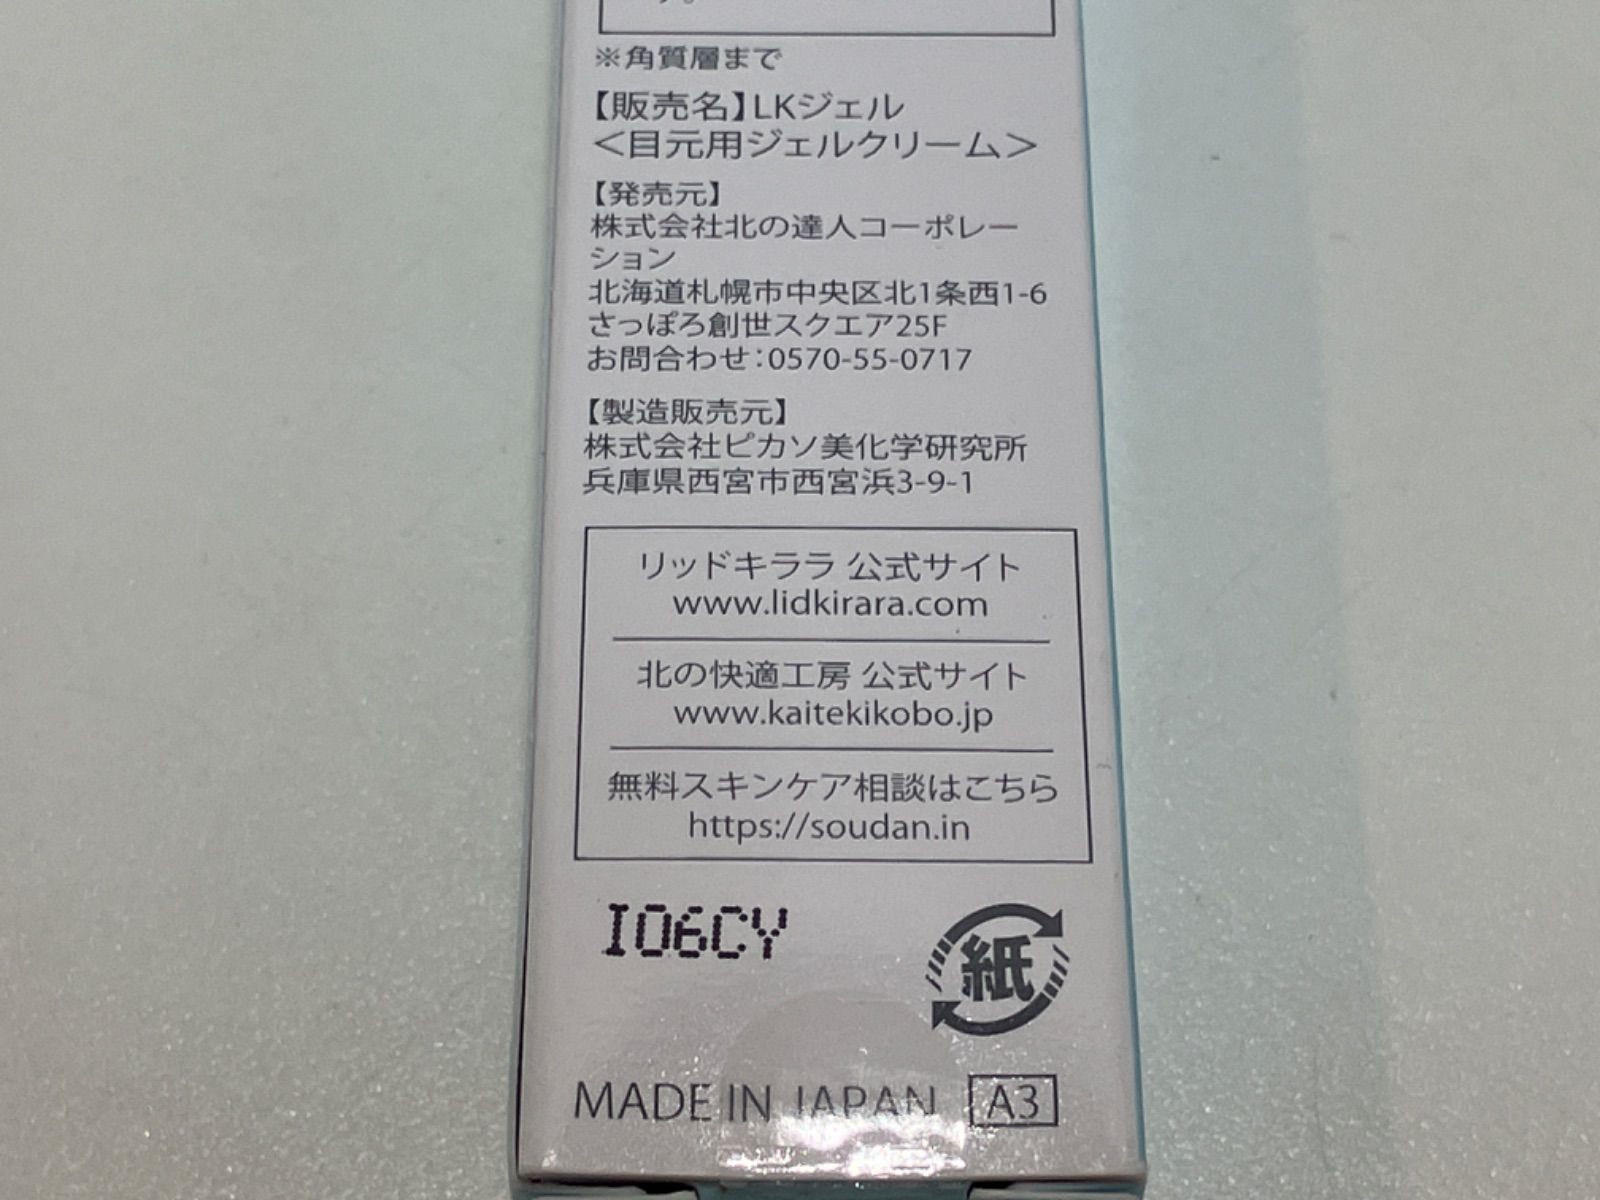 す。
※角質層まで
【販売名】LKジェル
＜目元用ジェルクリーム＞
【発売元】
株式会社北の達人コーポレー
ション
北海道札幌市中央区北1条西1-6
さっぽろ創世スクエア25F
お問合わせ:0570-55-0717
【製造販売元】
株式会社ピカソ美化学研究所
兵庫県西宮市西宮浜3-9-1
リッドキララ 公式サイト
www.lidkirara.com
北の快適工房 公式サイト
www.kaitekikobo.jp
無料スキンケア相談はこちら
https://soudan.in
I06CY
紙
MADE IN JAPAN A3